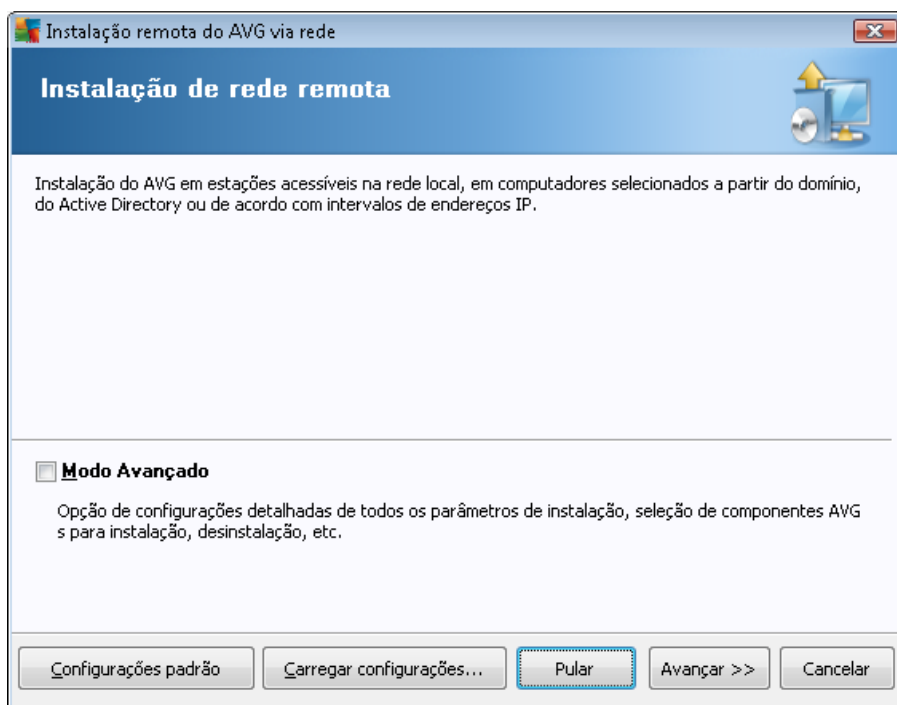 Instalação remota do AVG via rede
Instalação de rede remota
Instalação do AVG em estações acessíveis na rede local, em computadores selecionados a partir do domínio,
do Active Directory ou de acordo com intervalos de endereços IP.
Modo Avançado
Opção de configurações detalhadas de todos os parâmetros de instalação, seleção de componentes AVG
s para instalação, desinstalação, etc.
Configurações padrão
Carregar configurações...
Pular
Avançar >>
Cancelar